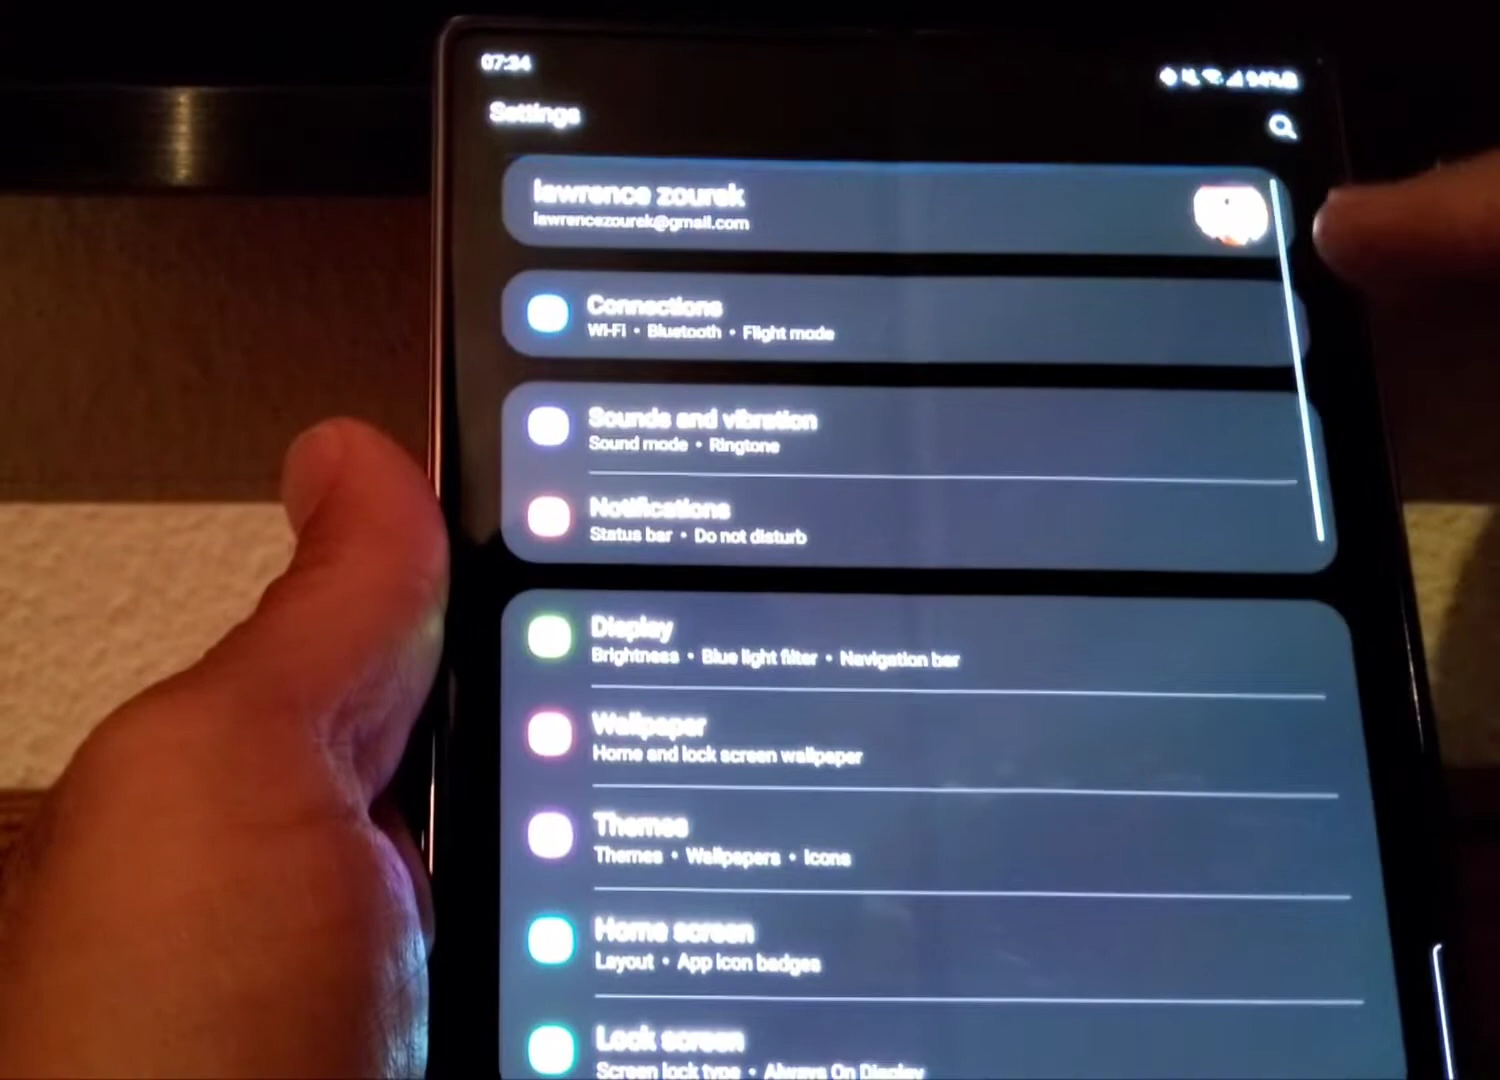 07:34
94%
Settings
lawrence zourek
lawrencezourek@gmail.com
Connections
Wi-Fi • Bluetooth • Flight mode
Sounds and vibration
Sound mode • Ringtone
Notifications
Status bar • Do not disturb
Display
Brightness • Blue light filter • Navigation bar
Wallpaper
Home and lock screen wallpaper
Themes
Themes • Wallpapers • Icons
Home screen
Layout • App icon badges
Lock screen
Screen lock type • Always On Display